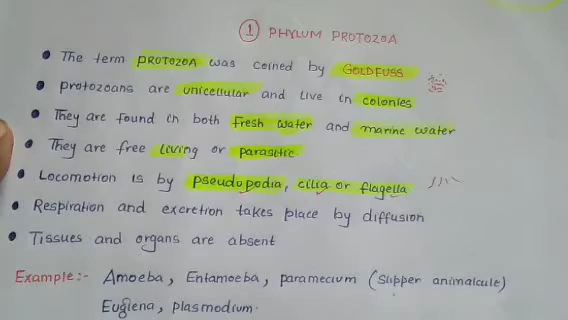 ① PHYLUM PROTOZOA
• The term PROTOZOA was coined by GOLDFUSS
• Protozoans are unicellular and live in colonies
• They are found in both fresh water and marine water
• They are free living or parasitic
• Locomotion is by pseudopodia, cilia or flagella
• Respiration and excretion takes place by diffusion
• Tissues and organs are absent
Example:- Amoeba, Entamoeba, paramecium (slipper animalcule)
Euglena, plasmodium.